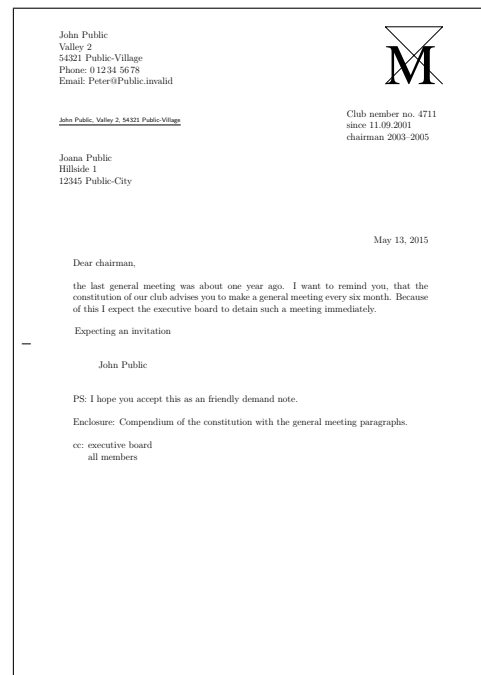 John Public
Valley 2
54321 Public-Village
Phone: 0 12 34 56 78
Email: Peter@Public.invalid
M
John Public, Valley 2, 54321 Public-Village
Club nember no. 4711
since 11.09.2001
chairman 2003–2005
Joana Public
Hillside 1
12345 Public-City
May 13, 2015
Dear chairman,
the last general meeting was about one year ago. I want to remind you, that the
constitution of our club advises you to make a general meeting every six month. Because
of this I expect the executive board to detain such a meeting immediately.
Expecting an invitation
John Public
PS: I hope you accept this as an friendly demand note.
Enclosure: Compendium of the constitution with the general meeting paragraphs.
cc: executive board
all members